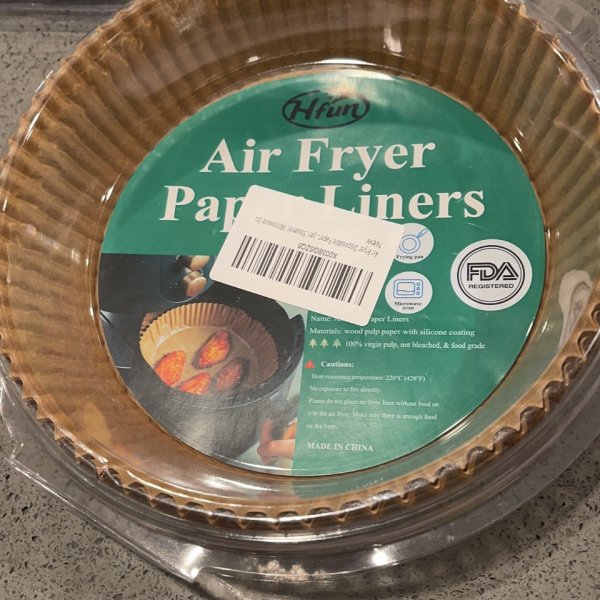 Hfun
Air Fryer
Paper Liners
X0038GSZO5
New
Frying pan
Microwave
oven
FDA
REGISTERED
Paper Liners
Materials: wood pulp paper with silicone coating
100% virgin pulp, not bleached, & food grade
Cautions:
Heat-resistance temperature: 220°C (428°F)
No exposure to fire directly.
Please do not place air fryer liner without food on
it in the air fryer. Make sure there is enough food
on the fryer.
MADE IN CHINA